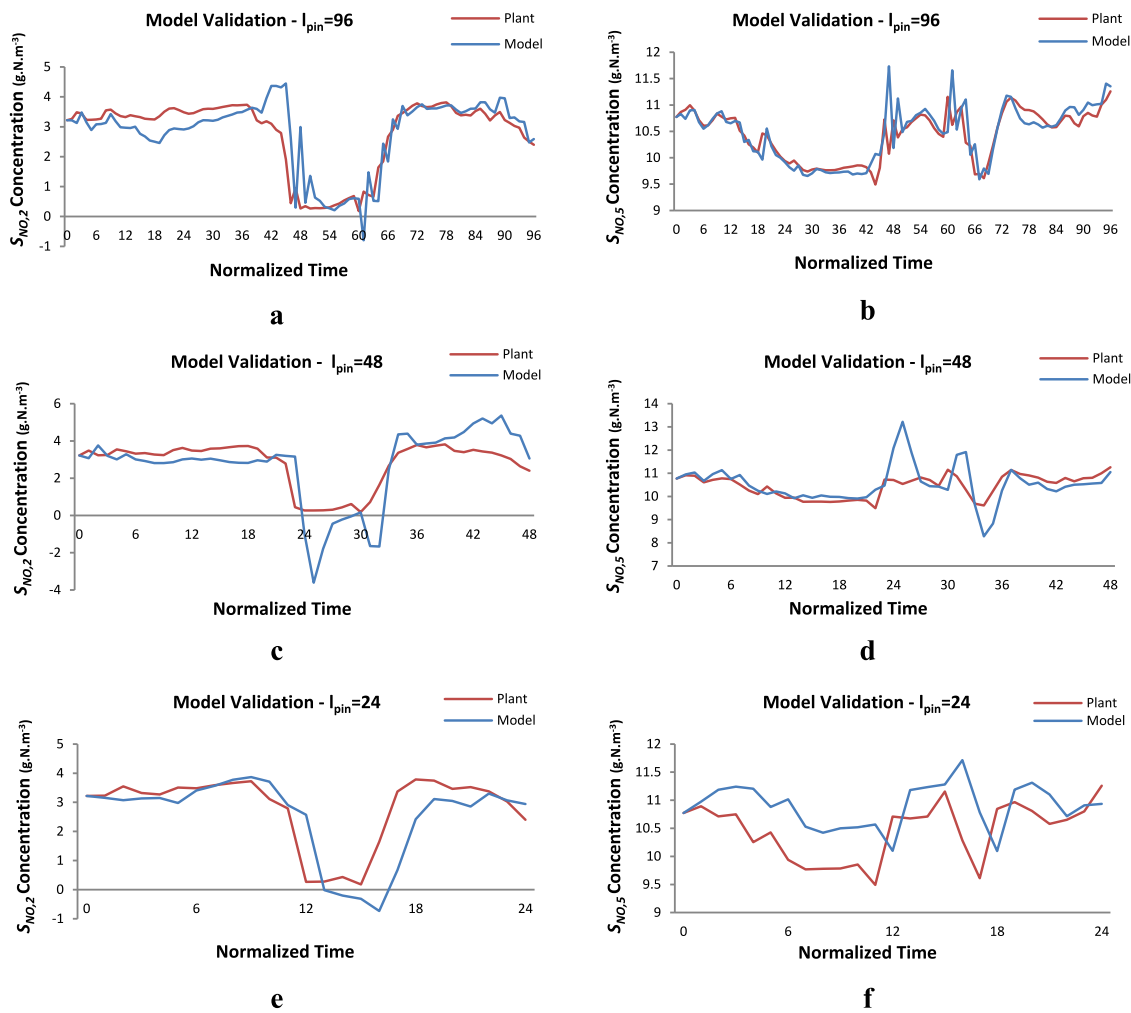 Model Validation - lpin=96
Plant
Model
SNO,2 Concentration (g.N.m-3)
5
4
3
2
1
0
-1
0 6 12 18 24 30 36 42 48 54 60 66 72 78 84 90 96
Normalized Time
a
Model Validation - lpin=96
Plant
Model
SNO,5 Concentration (g.N.m-3)
12
11.5
11
10.5
10
9.5
9
0 6 12 18 24 30 36 42 48 54 60 66 72 78 84 90 96
Normalized Time
b
Model Validation - lpin=48
Plant
Model
SNO,2 Concentration (g.N.m-3)
6
4
2
0
-2
-4
0 6 12 18 24 30 36 42 48
Normalized Time
c
Model Validation - lpin=48
Plant
Model
SNO,5 Concentration (g.N.m-3)
14
13
12
11
10
9
8
7
0 6 12 18 24 30 36 42 48
Normalized Time
d
Model Validation - lpin=24
Plant
Model
SNO,2 Concentration (g.N.m-3)
5
4
3
2
1
0
-1
0 6 12 18 24
Normalized Time
e
Model Validation - lpin=24
Plant
Model
SNO,5 Concentration (g.N.m-3)
12
11.5
11
10.5
10
9.5
9
0 6 12 18 24
Normalized Time
f